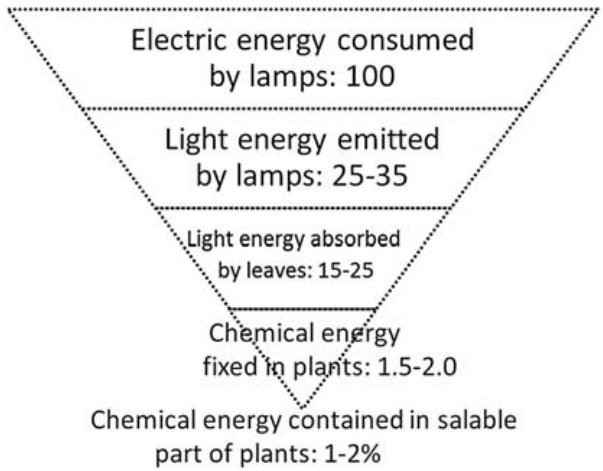 Electric energy consumed
by lamps: 100
Light energy emitted
by lamps: 25-35
Light energy absorbed
by leaves: 15-25
Chemical energy
fixed in plants: 1.5-2.0
Chemical energy contained in salable
part of plants: 1-2%